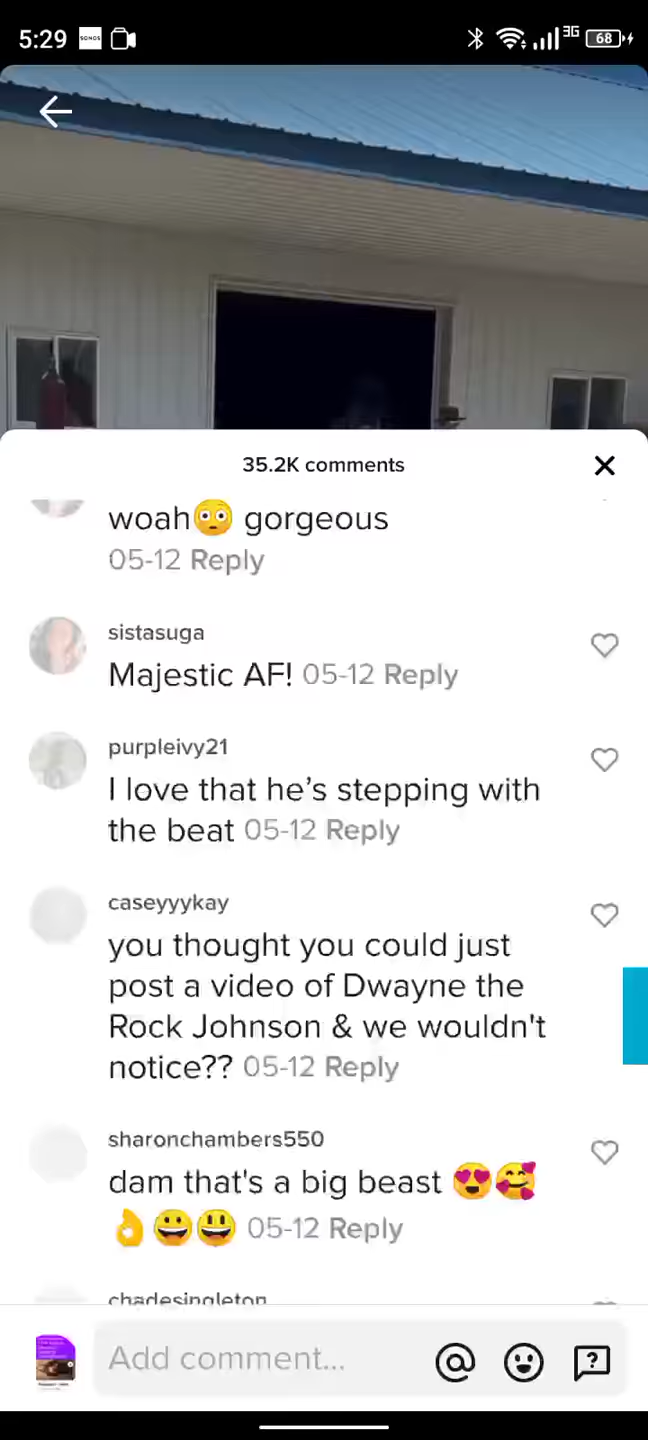 5:29 SONOS 3G 68
35.2K comments
woah😳 gorgeous
05-12 Reply
sistasuga
Majestic AF! 05-12 Reply
purpleivy21
I love that he's stepping with
the beat 05-12 Reply
caseyyykay
you thought you could just
post a video of Dwayne the
Rock Johnson & we wouldn't
notice?? 05-12 Reply
sharonchambers550
dam that's a big beast 😍🥰
👌😀😃 05-12 Reply
chadesingleton
Add comment...